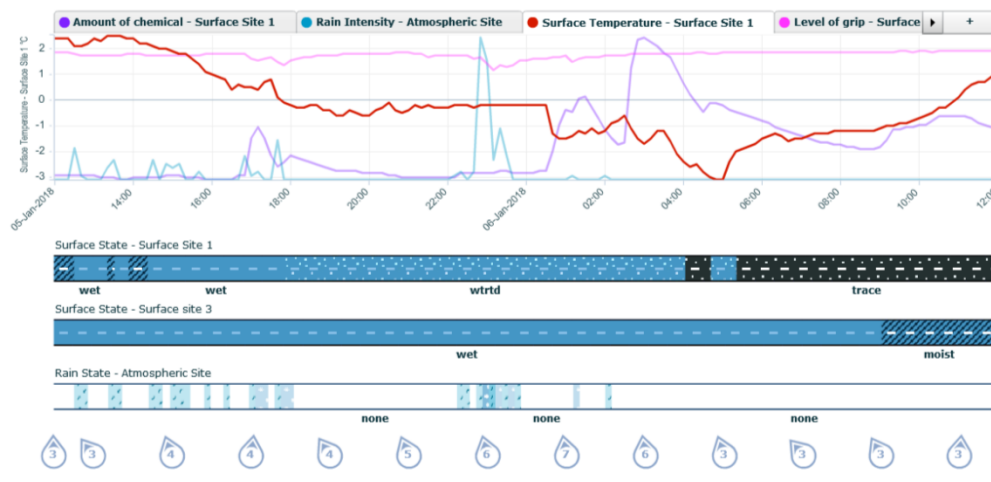 Amount of chemical - Surface Site 1
Rain Intensity - Atmospheric Site
Surface Temperature - Surface Site 1
Level of grip - Surface
+
Surface Temperature - Surface Site 1 °C
2
1
0
-1
-2
-3
05-Jan-2018
14:00
16:00
18:00
20:00
22:00
06-Jan-2018
02:00
04:00
06:00
08:00
10:00
12:0
Surface State - Surface Site 1
wet
wet
wtrtd
trace
Surface State - Surface site 3
wet
moist
Rain State - Atmospheric Site
none
none
none
3 3 4 4 4 5 6 7 6 3 3 3 3